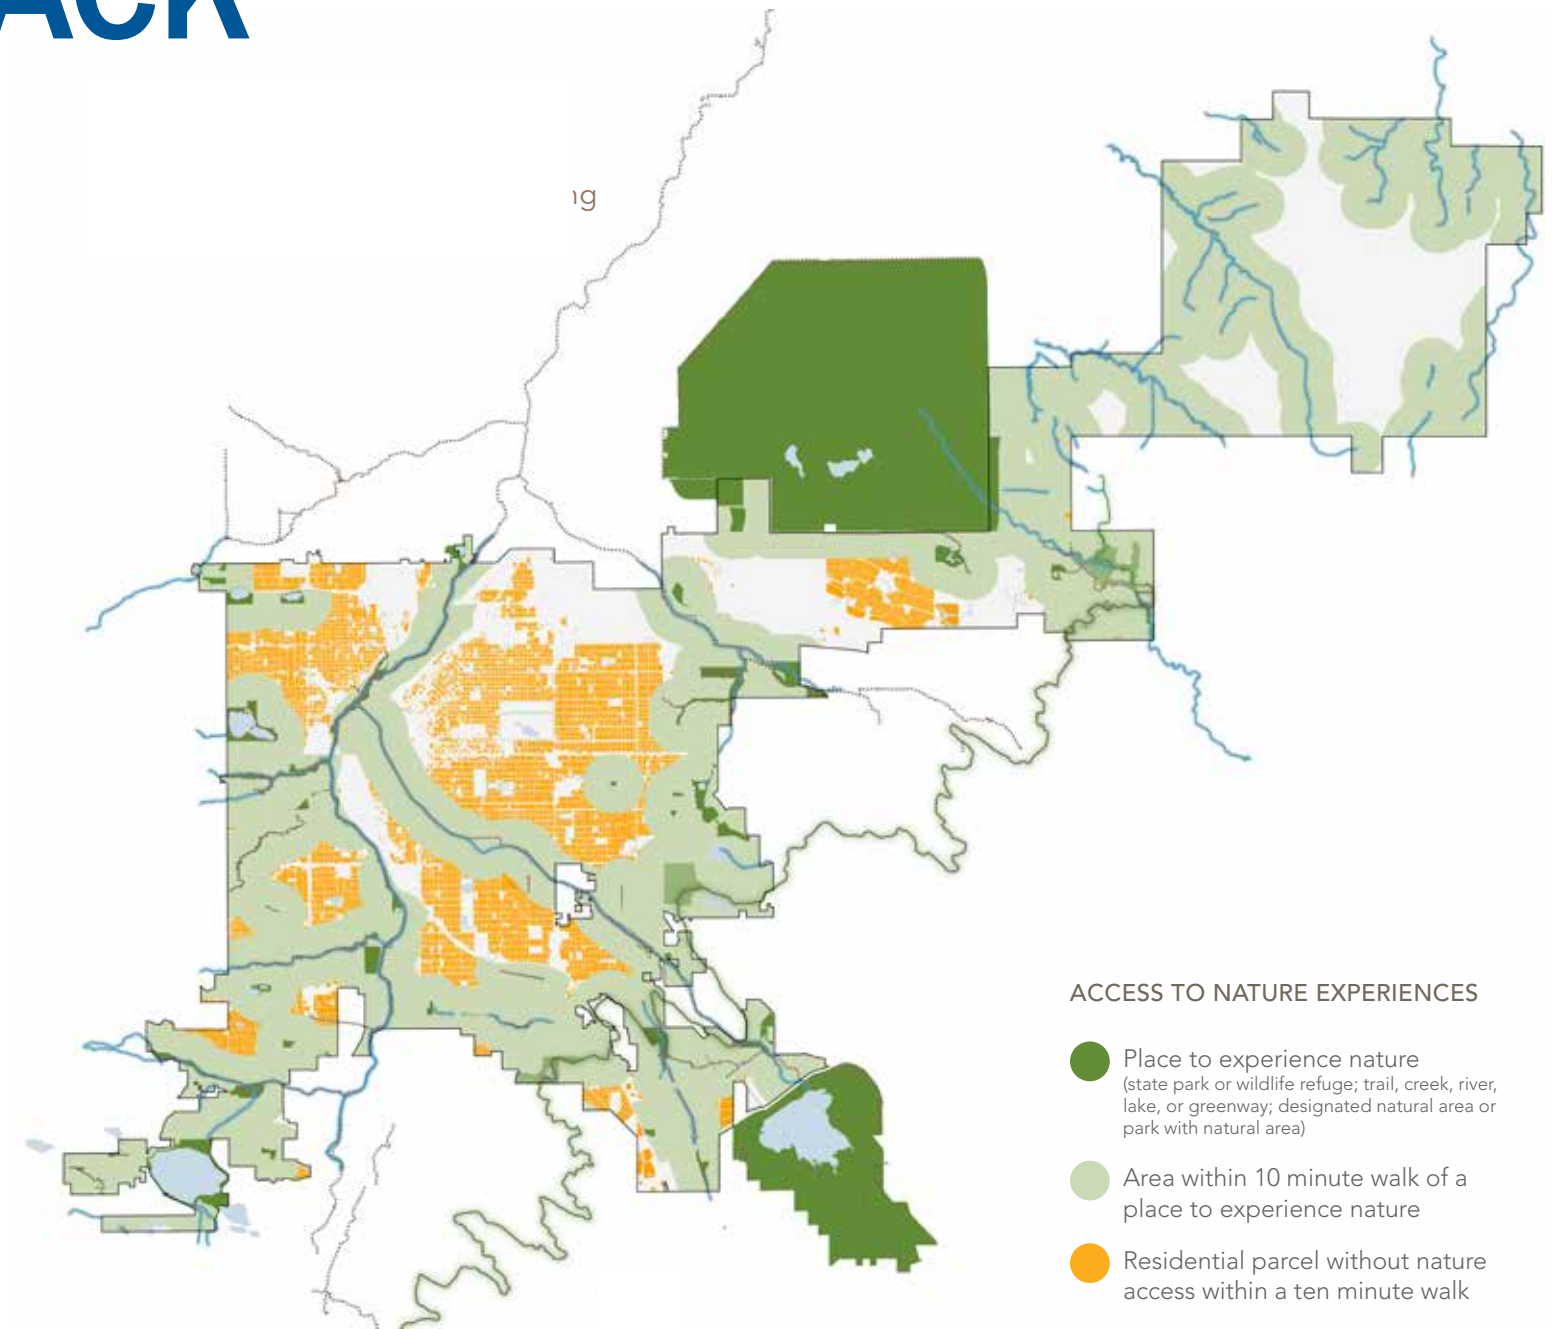 ACCESS TO NATURE EXPERIENCES
Place to experience nature
(state park or wildlife refuge; trail, creek, river,
lake, or greenway; designated natural area or
park with natural area)
Area within 10 minute walk of a
place to experience nature
Residential parcel without nature
access within a ten minute walk